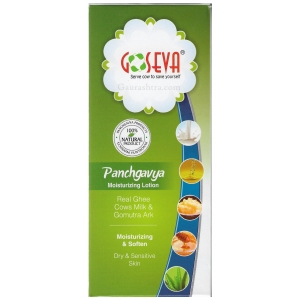 GOSEVA®
Serve cow to save yourself
100%
NATURAL
PRODUCT
Panchgavya
Moisturizing Lotion
Real Ghee
Cows Milk &
Gomutra Ark
Moisturizing
& Soften
Dry & Sensitive
Skin